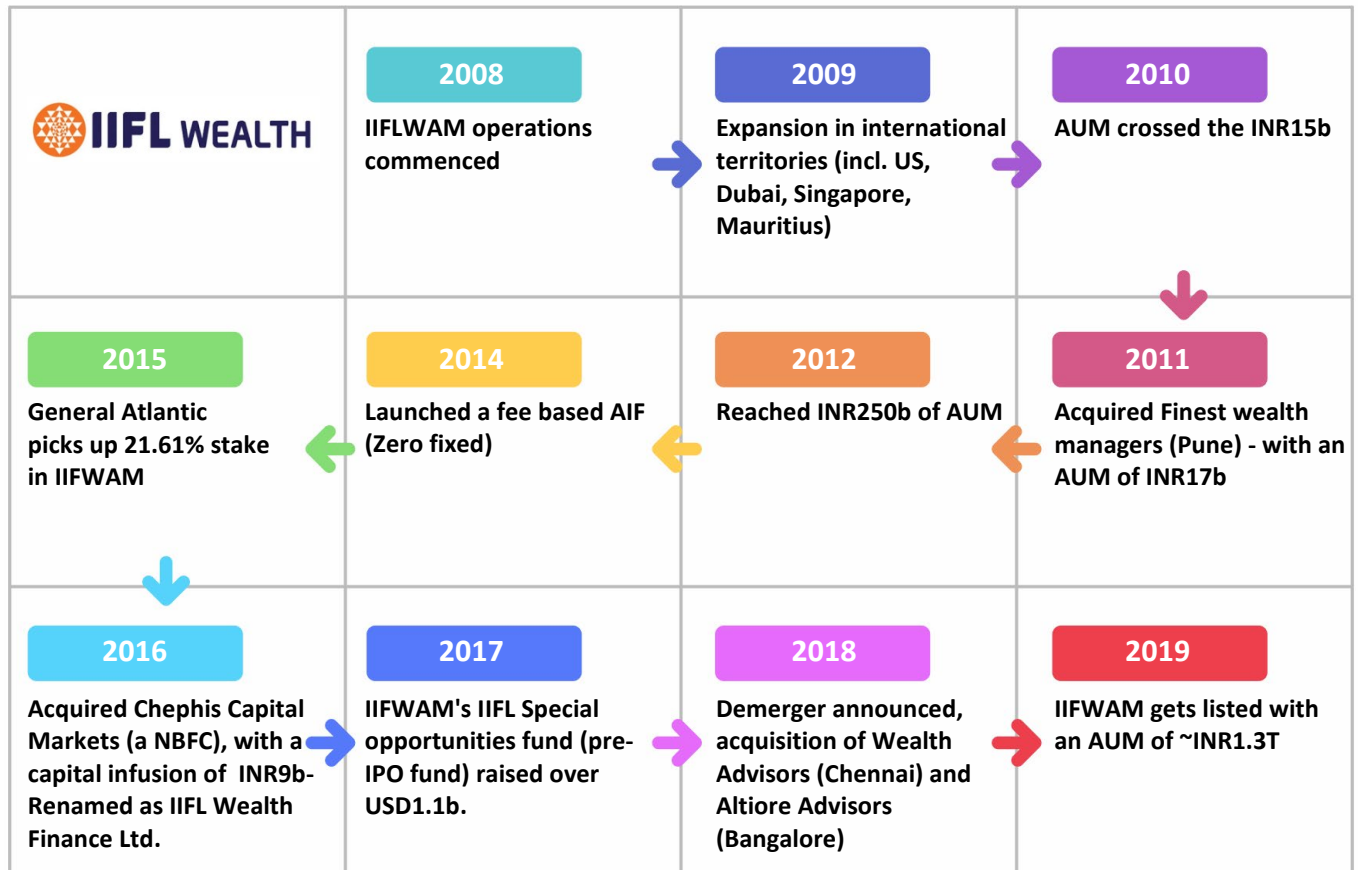 IIFL WEALTH
2008
IIFLWAM operations
commenced
2009
Expansion in international
territories (incl. US,
Dubai, Singapore,
Mauritius)
2010
AUM crossed the INR15b
2011
Acquired Finest wealth
managers (Pune) - with an
AUM of INR17b
2012
Reached INR250b of AUM
2014
Launched a fee based AIF
(Zero fixed)
2015
General Atlantic
picks up 21.61% stake
in IIFWAM
2016
Acquired Chephis Capital
Markets (a NBFC), with a
capital infusion of INR9b-
Renamed as IIFL Wealth
Finance Ltd.
2017
IIFWAM's IIFL Special
opportunities fund (pre-
IPO fund) raised over
USD1.1b.
2018
Demerger announced,
acquisition of Wealth
Advisors (Chennai) and
Altiore Advisors
(Bangalore)
2019
IIFWAM gets listed with
an AUM of ~INR1.3T